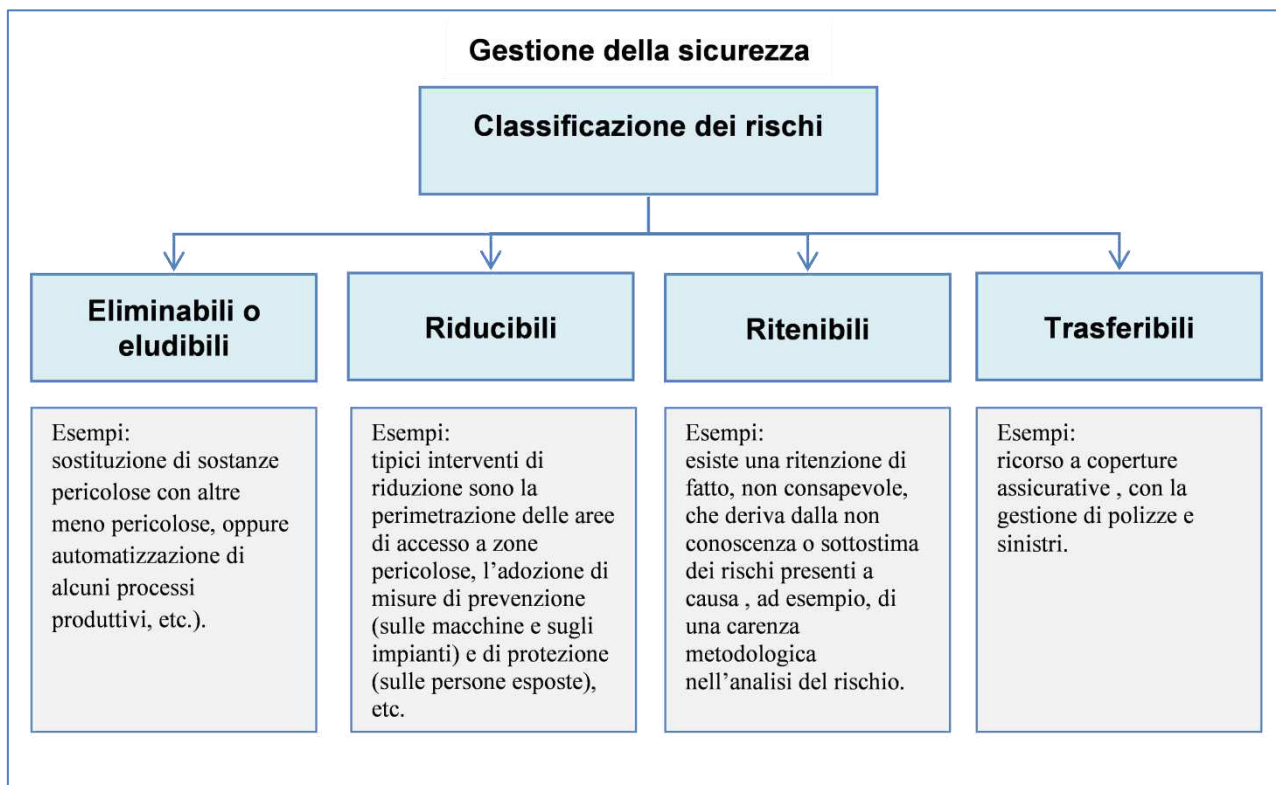 Gestione della sicurezza
Classificazione dei rischi
Eliminabili o
eludibili
Riducibili
Ritenibili
Trasferibili
Esempi:
sostituzione di sostanze
pericolose con altre
meno pericolose, oppure
automatizzazione di
alcuni processi
produttivi, etc.).
Esempi:
tipici interventi di
riduzione sono la
perimetrazione delle aree
di accesso a zone
pericolose, l’adozione di
misure di prevenzione
(sulle macchine e sugli
impianti) e di protezione
(sulle persone esposte),
etc.
Esempi:
esiste una ritenzione di
fatto, non consapevole,
che deriva dalla non
conoscenza o sottostima
dei rischi presenti a
causa , ad esempio, di
una carenza
metodologica
nell’analisi del rischio.
Esempi:
ricorso a coperture
assicurative , con la
gestione di polizze e
sinistri.